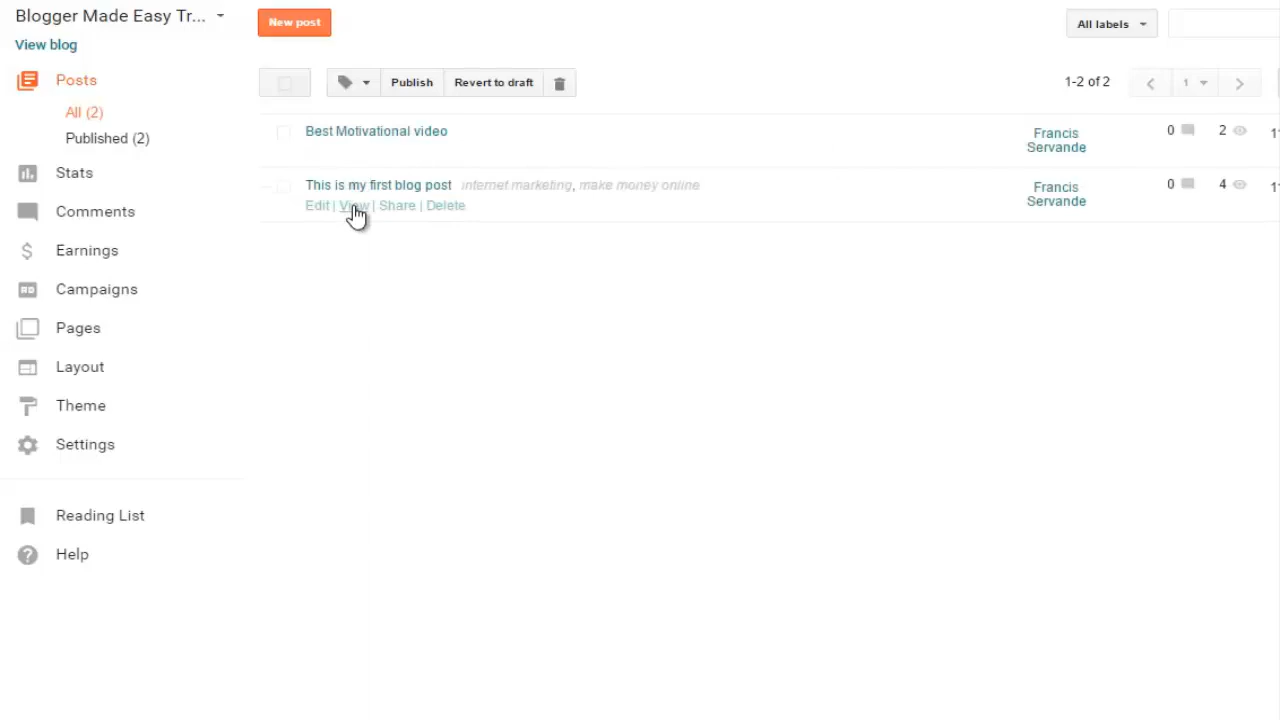 Blogger Made Easy Tr...
New post
All labels
View blog
Posts
Publish
Revert to draft
1-2 of 2
1
All (2)
Published (2)
Best Motivational video
Francis
Servande
0
2
This is my first blog post internet marketing, make money online
Francis
Servande
0
4
Edit | View | Share | Delete
Stats
Comments
Earnings
Campaigns
Pages
Layout
Theme
Settings
Reading List
Help